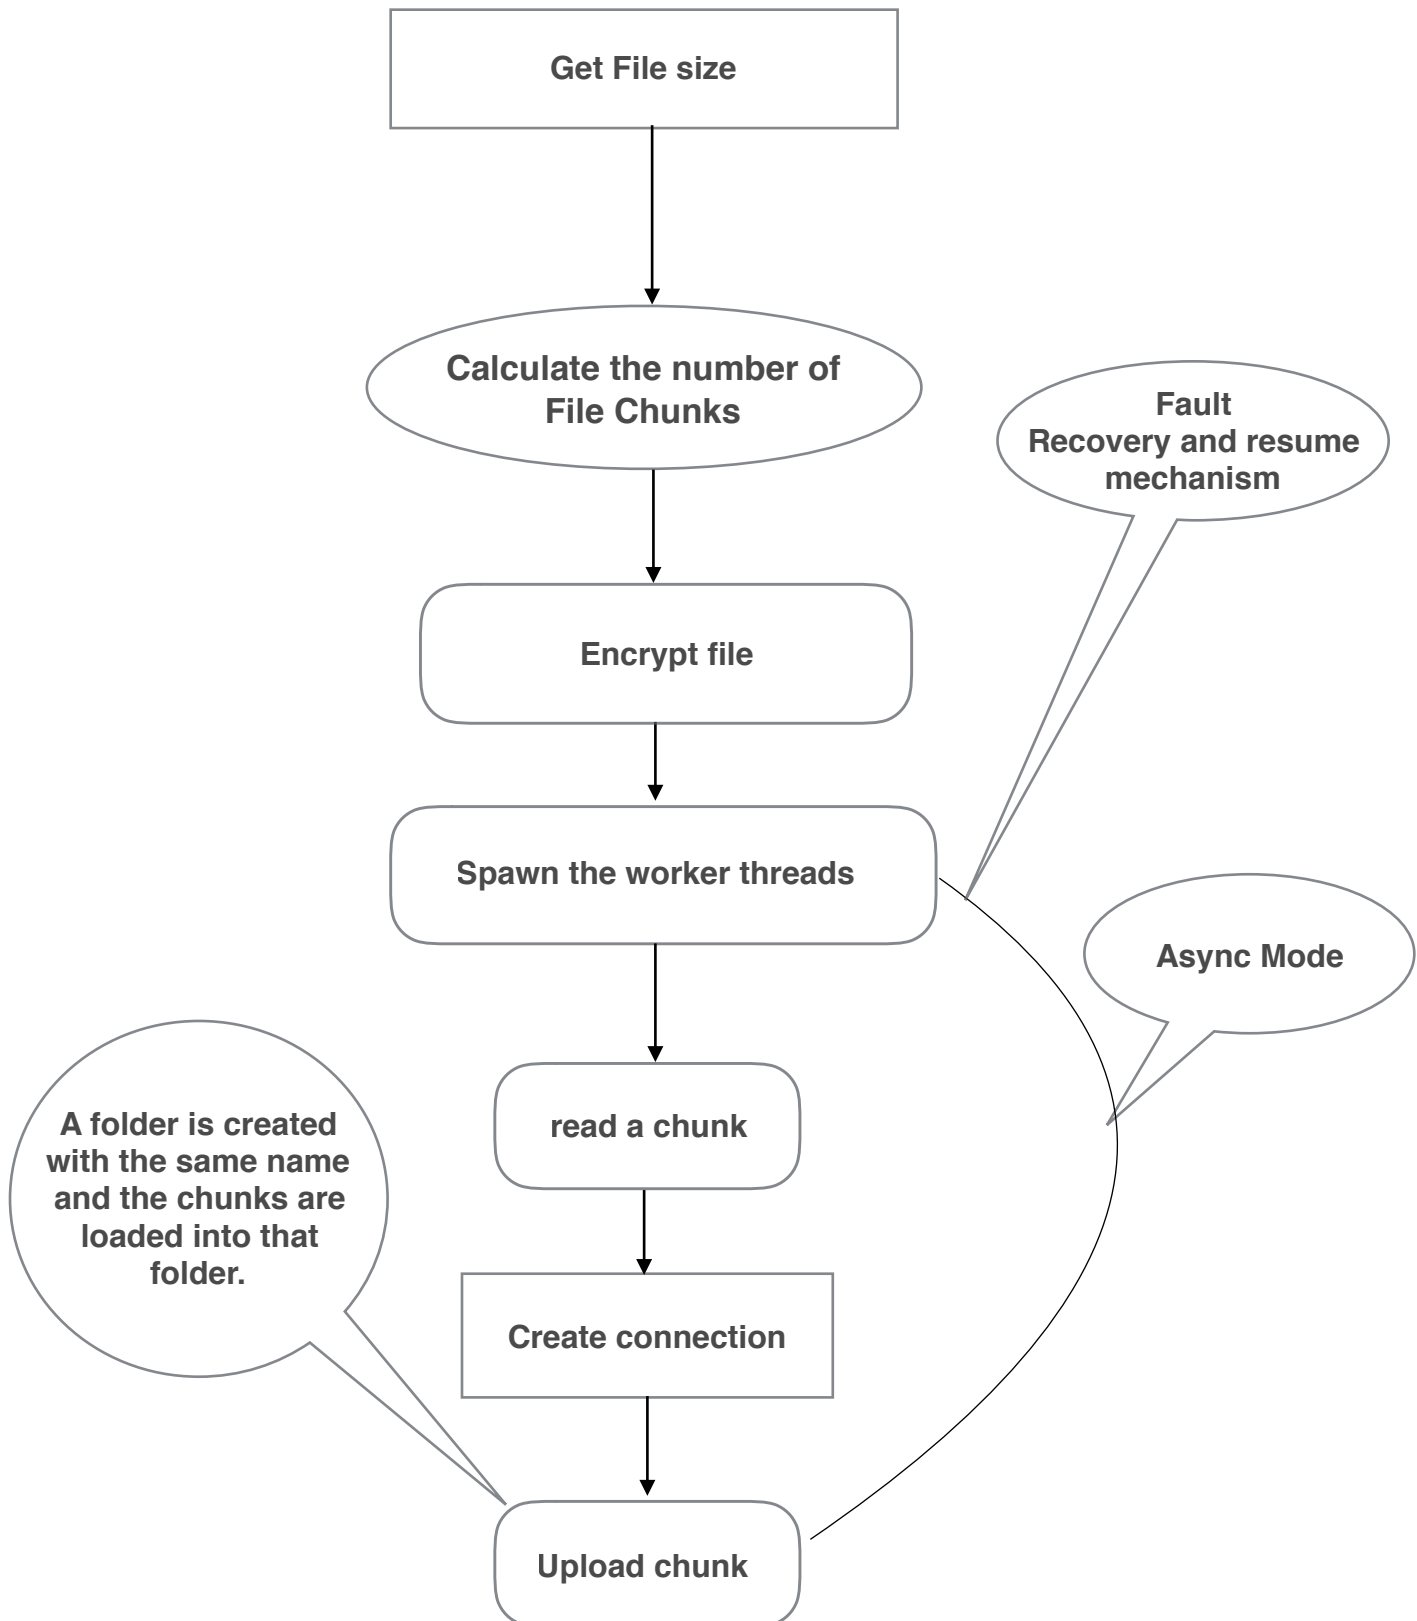 Get File size
Calculate the number of
File Chunks
Fault
Recovery and resume
mechanism
Encrypt file
Spawn the worker threads
Async Mode
A folder is created
with the same name
and the chunks are
loaded into that
folder.
read a chunk
Create connection
Upload chunk